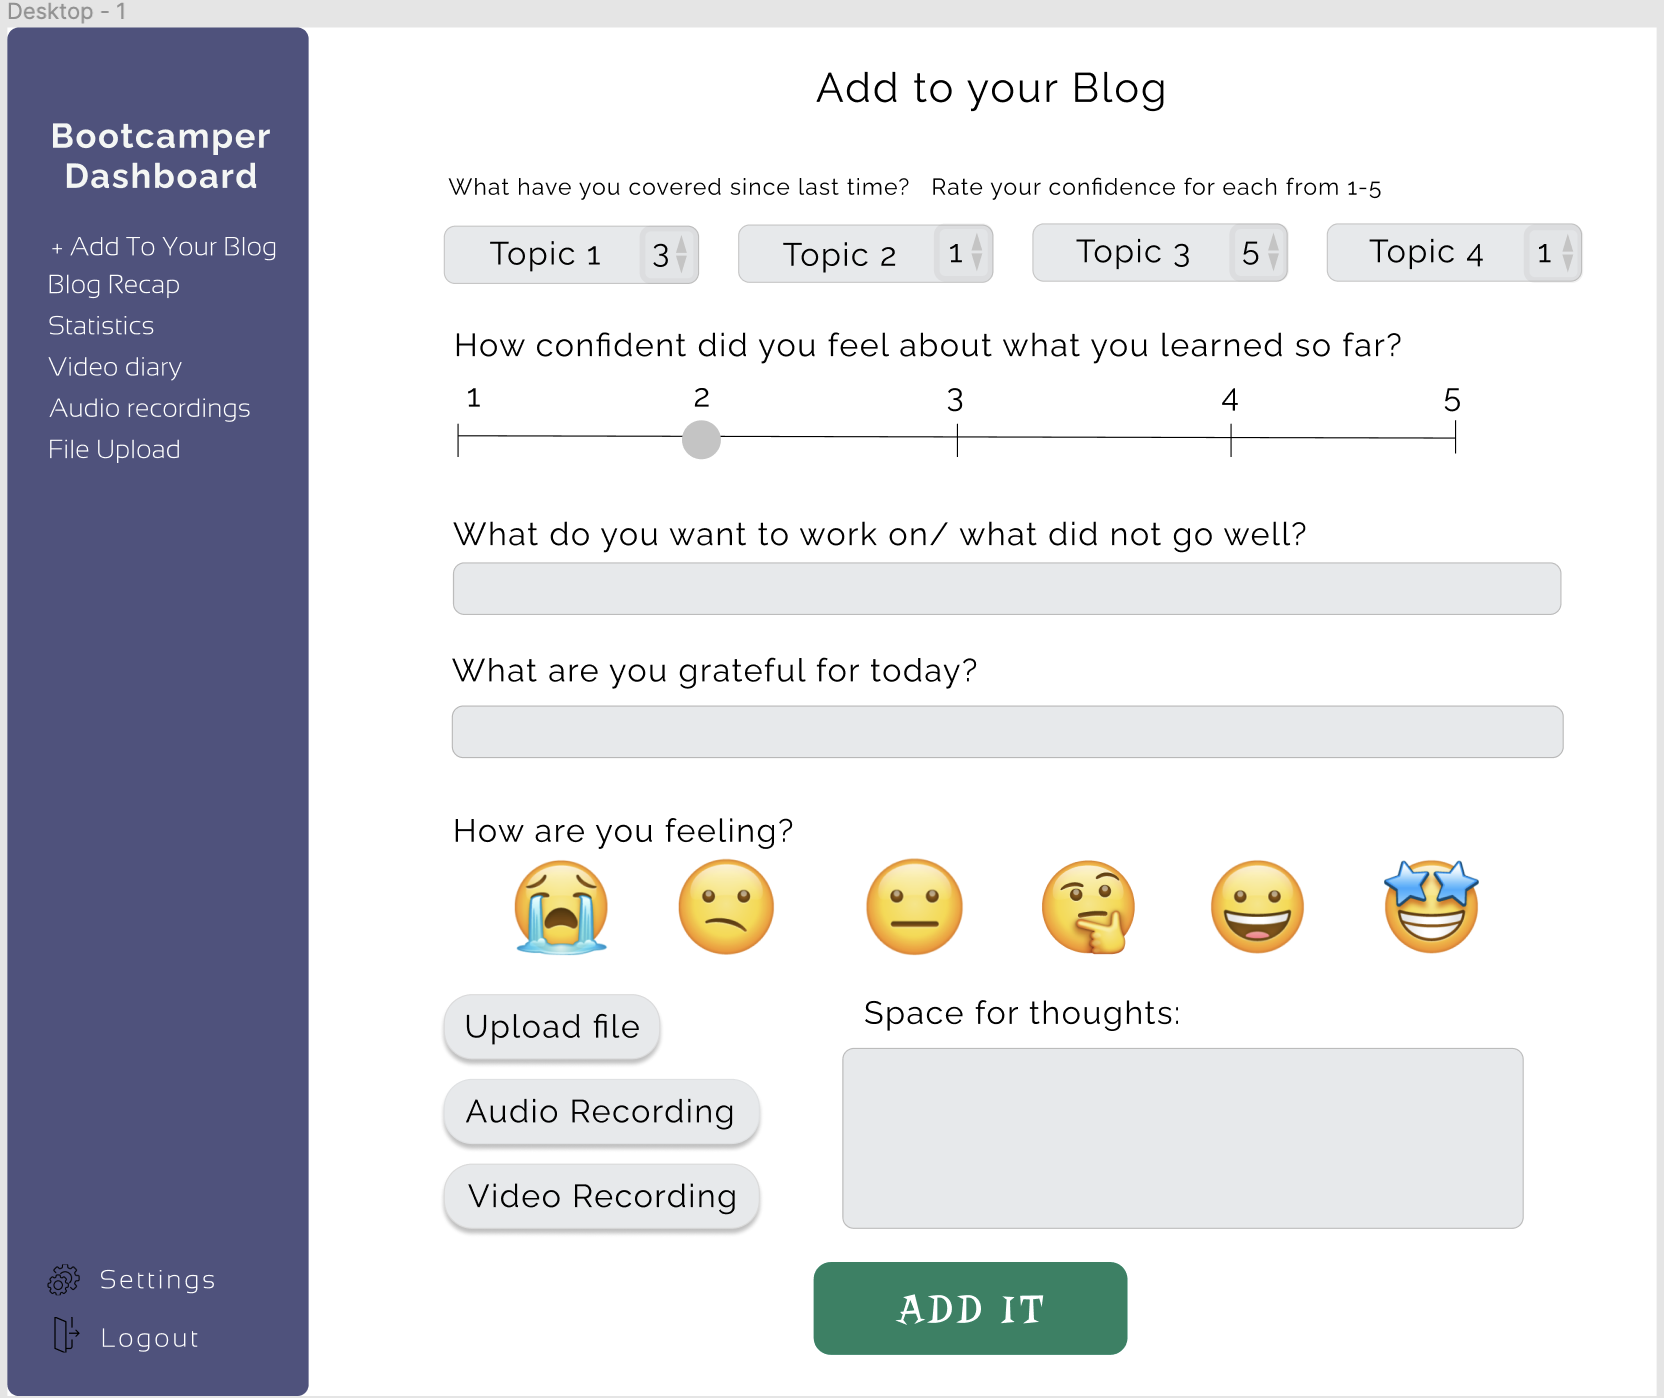 Desktop - 1
Bootcamper
Dashboard
+ Add To Your Blog
Blog Recap
Statistics
Video diary
Audio recordings
File Upload
Settings
Logout
Add to your Blog
What have you covered since last time? Rate your confidence for each from 1-5
Topic 1 3 Topic 2 1 Topic 3 5 Topic 4 1
How confident did you feel about what you learned so far?
1 2 3 4 5
What do you want to work on/ what did not go well?
What are you grateful for today?
How are you feeling?
Upload file
Audio Recording
Video Recording
Space for thoughts:
ADD IT